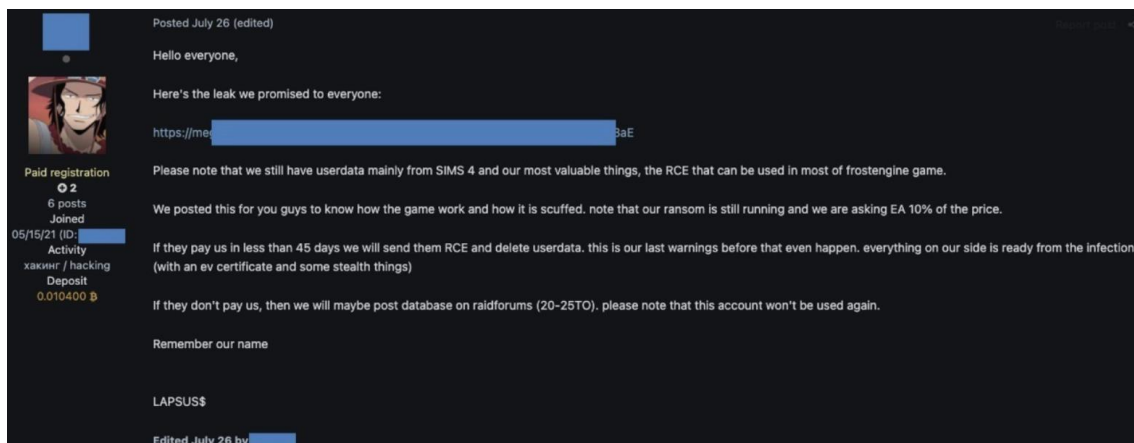 Posted July 26 (edited)
Report post
Hello everyone,
Here's the leak we promised to everyone:
https://me
BaE
Paid registration
2
6 posts
Joined
05/15/21 (ID:
Activity
хакинг / hacking
Deposit
0.010400 ₿
Please note that we still have userdata mainly from SIMS 4 and our most valuable things, the RCE that can be used in most of frostengine game.
We posted this for you guys to know how the game work and how it is scuffed. note that our ransom is still running and we are asking EA 10% of the price.
If they pay us in less than 45 days we will send them RCE and delete userdata. this is our last warnings before that even happen. everything on our side is ready from the infection
(with an ev certificate and some stealth things)
If they don't pay us, then we will maybe post database on raidforums (20-25TO). please note that this account won't be used again.
Remember our name
LAPSUS$
Edited July 26 by